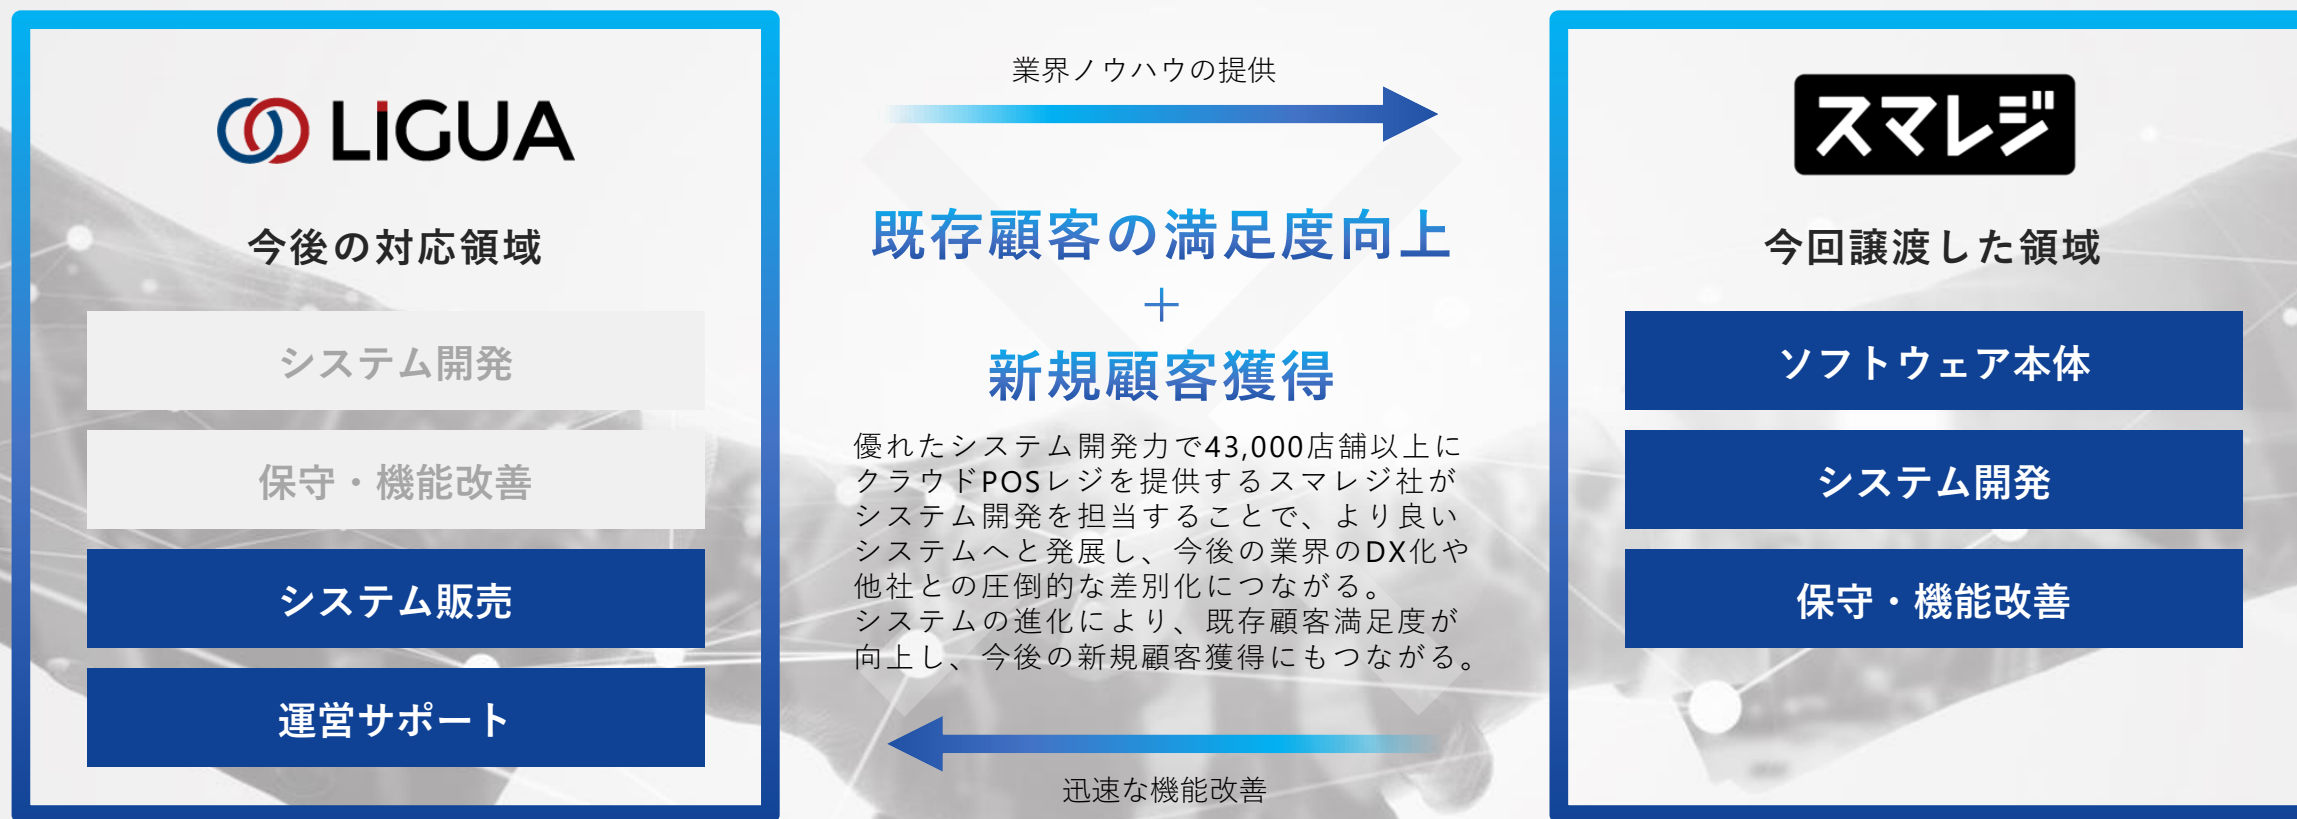 LIGUA
今後の対応領域
システム開発
保守・機能改善
システム販売
運営サポート
業界ノウハウの提供
既存顧客の満足度向上
＋
新規顧客獲得
優れたシステム開発力で43,000店舗以上に
クラウドPOSレジを提供するスマレジ社が
システム開発を担当することで、より良い
システムへと発展し、今後の業界のDX化や
他社との圧倒的な差別化につながる。
システムの進化により、既存顧客満足度が
向上し、今後の新規顧客獲得にもつながる。
迅速な機能改善
スマレジ
今回譲渡した領域
ソフトウェア本体
システム開発
保守・機能改善